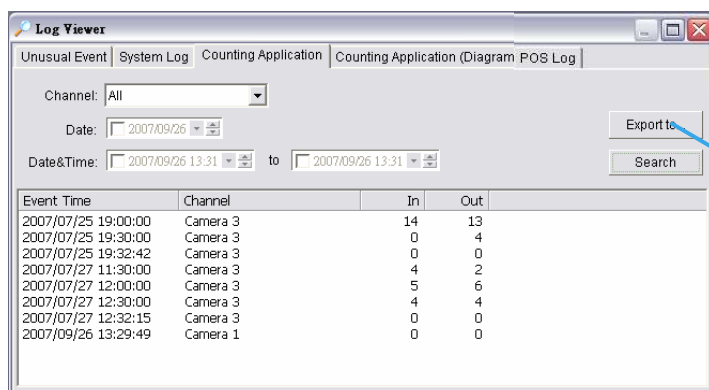 Log Viewer
Unusual Event System Log Counting Application Counting Application (Diagram POS Log
Channel: All
Date: 2007/09/26
Export to...
Date&Time: 2007/09/26 13:31 to 2007/09/26 13:31
Search
Event Time Channel In Out
2007/07/25 19:00:00 Camera 3 14 13
2007/07/25 19:30:00 Camera 3 0 4
2007/07/25 19:32:42 Camera 3 0 0
2007/07/27 11:30:00 Camera 3 4 2
2007/07/27 12:00:00 Camera 3 5 6
2007/07/27 12:30:00 Camera 3 4 4
2007/07/27 12:32:15 Camera 3 0 0
2007/09/26 13:29:49 Camera 1 0 0